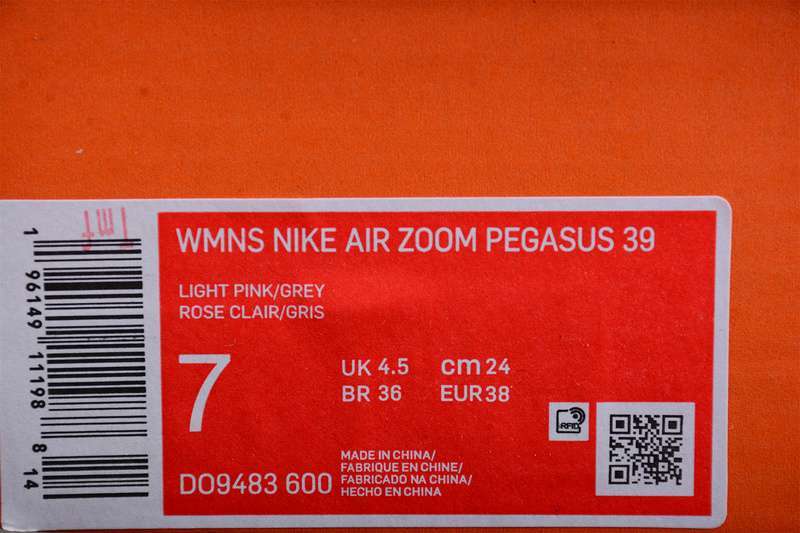 WMNS NIKE AIR ZOOM PEGASUS 39
LIGHT PINK/GREY
ROSE CLAIR/GRIS
7
UK 4.5 cm 24
BR 36 EUR 38
RFID
MADE IN CHINA/
FABRIQUE EN CHINE/
FABRICADO NA CHINA/
HECHO EN CHINA
DO9483 600
1 96149 11198 8 14